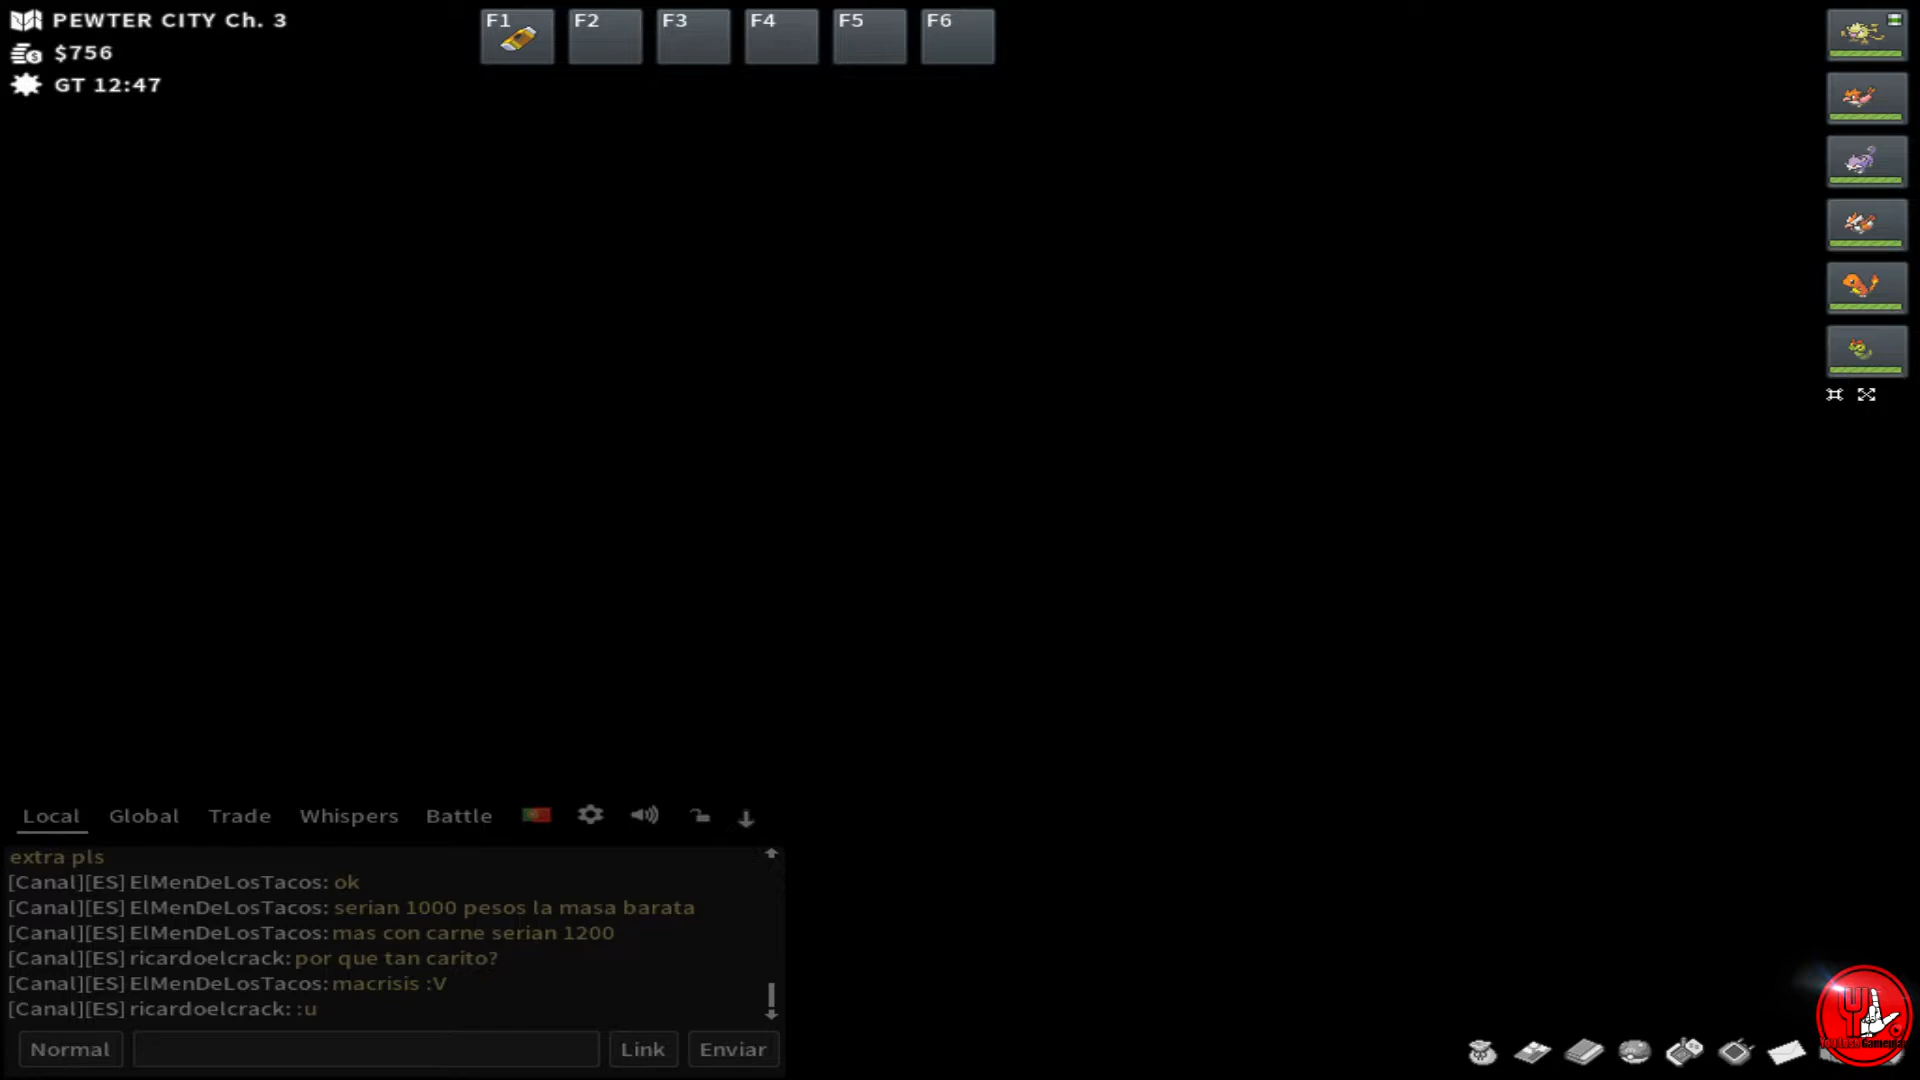 PEWTER CITY Ch. 3
$756
GT 12:47
F1 F2 F3 F4 F5 F6
Local Global Trade Whispers Battle
extra pls
[Canal][ES] ElMenDeLosTacos: ok
[Canal][ES] ElMenDeLosTacos: serian 1000 pesos la masa barata
[Canal][ES] ElMenDeLosTacos: mas con carne serian 1200
[Canal][ES] ricardoelcrack: por que tan carito?
[Canal][ES] ElMenDeLosTacos: macrisis :V
[Canal][ES] ricardoelcrack: :u
Normal Link Enviar